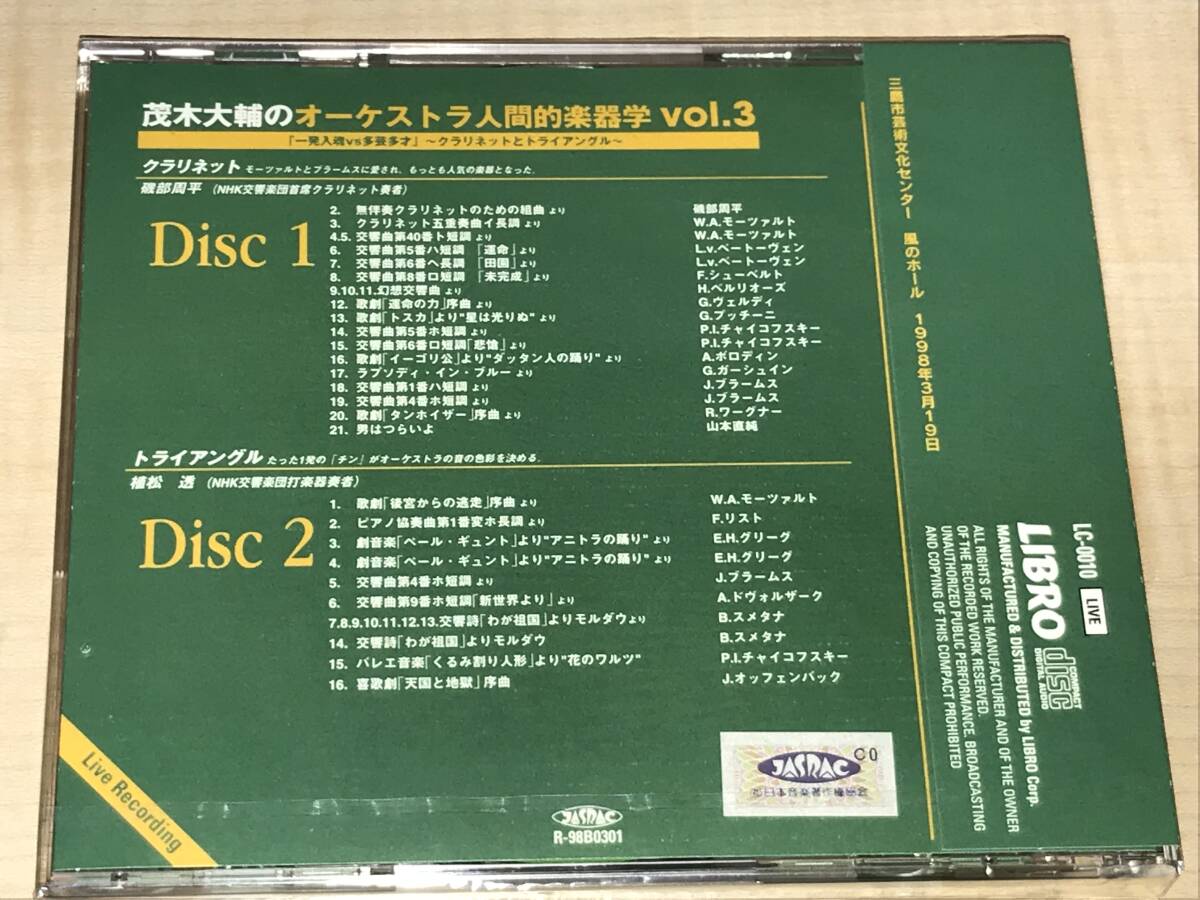 茂木大輔のオーケストラ人間的楽器学 vol.3
「一発入魂vs多芸多才」～クラリネットとトライアングル～
クラリネット モーツァルトとブラームスに愛され、もっとも人気の楽器となった。
磯部周平（NHK交響楽団首席クラリネット奏者）
Disc 1
2. 無伴奏クラリネットのための組曲より 磯部周平
3. クラリネット五重奏曲イ長調より W.A.モーツァルト
4.5. 交響曲第40番ト短調より W.A.モーツァルト
6. 交響曲第5番ハ短調 「運命」より L.v.ベートーヴェン
7. 交響曲第6番ヘ長調 「田園」より L.v.ベートーヴェン
8. 交響曲第8番ロ短調 「未完成」より F.シューベルト
9.10.11.幻想交響曲より H.ベルリオーズ
12. 歌劇「運命の力」序曲より G.ヴェルディ
13. 歌劇「トスカ」より"星は光りぬ"より G.プッチーニ
14. 交響曲第5番ホ短調より P.I.チャイコフスキー
15. 交響曲第6番ロ短調「悲愴」より P.I.チャイコフスキー
16. 歌劇「イーゴリ公」より"ダッタン人の踊り"より A.ボロディン
17. ラプソディ・イン・ブルーより G.ガーシュイン
18. 交響曲第1番ハ短調より J.ブラームス
19. 交響曲第4番ホ短調より J.ブラームス
20. 歌劇「タンホイザー」序曲より R.ワーグナー
21. 男はつらいよ 山本直純
トライアングル たった1発の「チン」がオーケストラの音の色彩を決める。
植松 透（NHK交響楽団打楽器奏者）
Disc 2
1. 歌劇「後宮からの逃走」序曲より W.A.モーツァルト
2. ピアノ協奏曲第1番変ホ長調より F.リスト
3. 劇音楽「ペール・ギュント」より"アニトラの踊り"より E.H.グリーグ
4. 劇音楽「ペール・ギュント」より"アニトラの踊り"より E.H.グリーグ
5. 交響曲第4番ホ短調より J.ブラームス
6. 交響曲第9番ホ短調「新世界より」より A.ドヴォルザーク
7.8.9.10.11.12.13.交響詩「わが祖国」よりモルダウより B.スメタナ
14. 交響詩「わが祖国」よりモルダウ B.スメタナ
15. バレエ音楽「くるみ割り人形」より"花のワルツ" P.I.チャイコフスキー
16. 喜歌劇「天国と地獄」序曲 J.オッフェンバック
Live Recording
JASRAC
R-98B0301
JASRAC
C0
三鷹市芸術文化センター 風のホール 1998年3月19日
LC-0010 LIVE
LIBRO
COMPACT
disc
DIGITAL AUDIO
MANUFACTURED & DISTRIBUTED by LIBRO Corp.
ALL RIGHTS OF THE MANUFACTURER AND OF THE OWNER
OF THE RECORDED WORK RESERVED.
UNAUTHORIZED PUBLIC PERFORMANCE, BROADCASTING
AND COPYING OF THIS COMPACT PROHIBITED